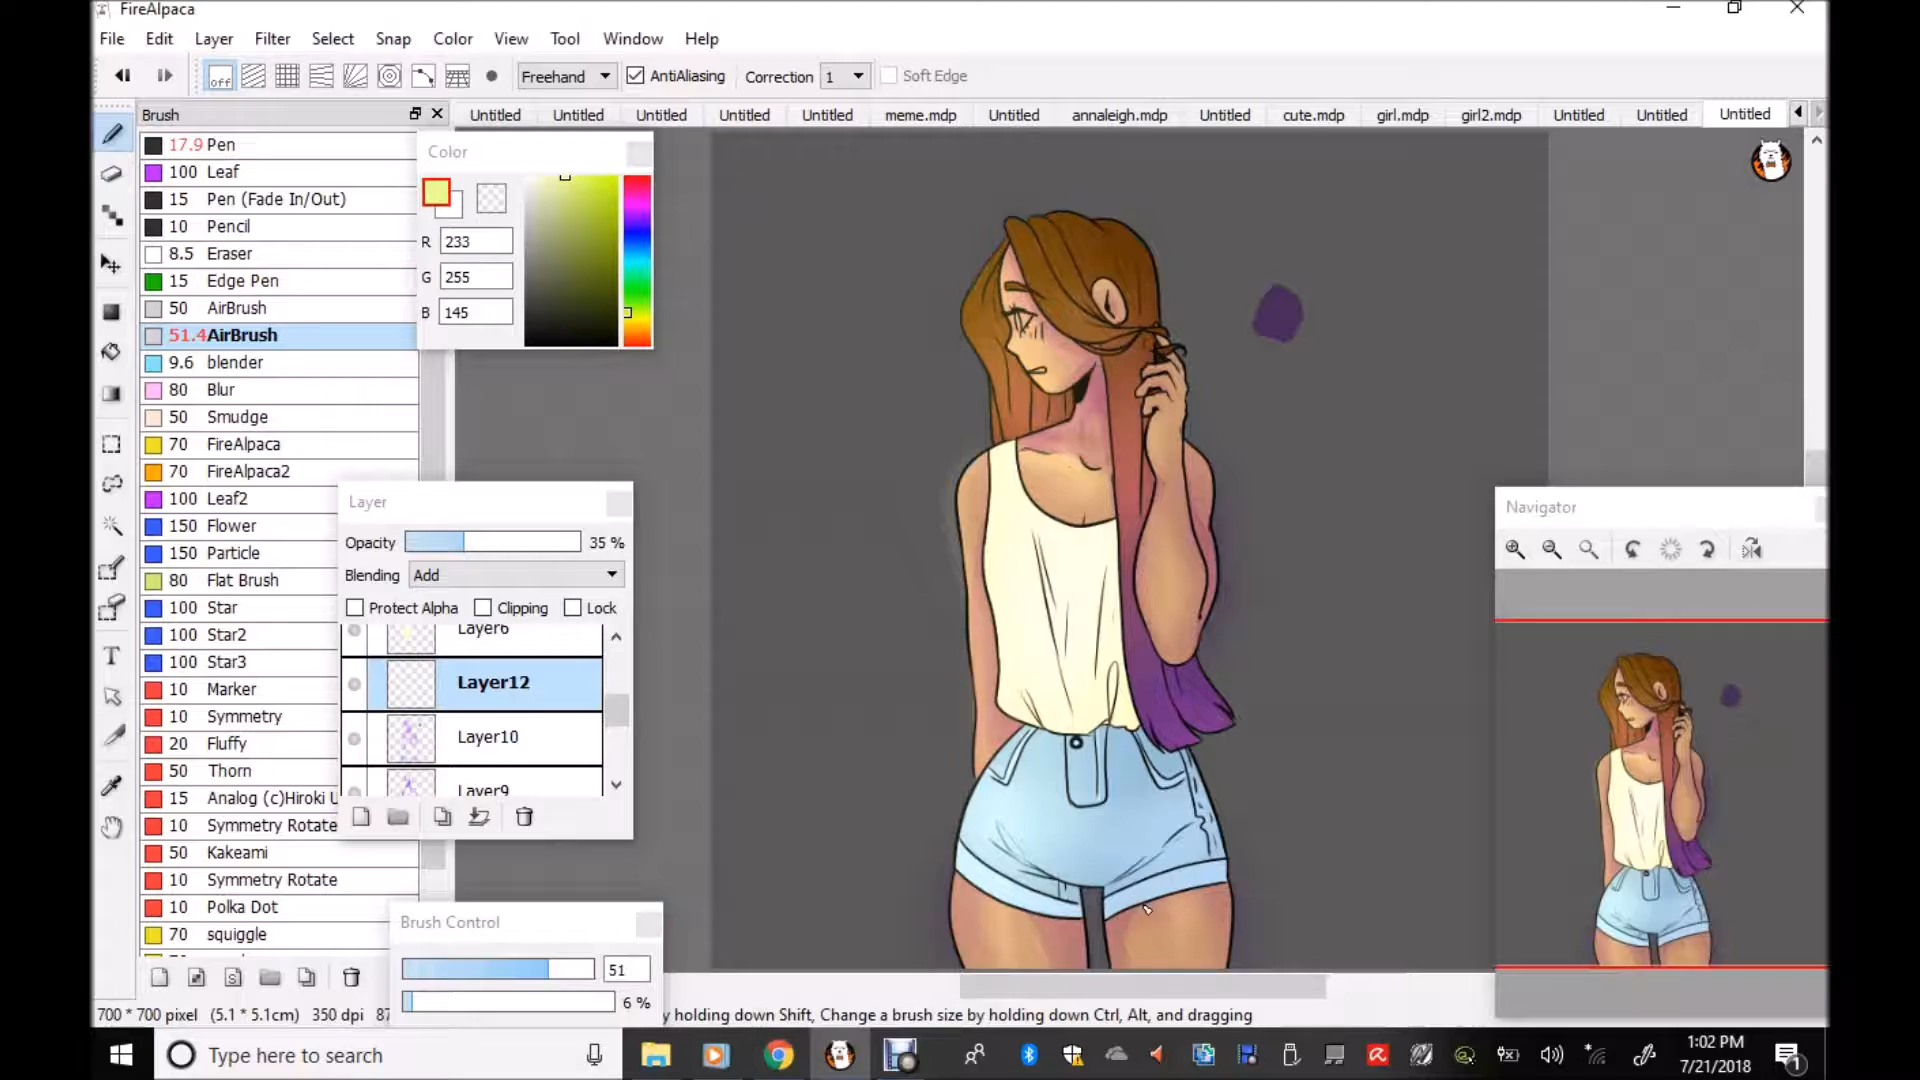 FireAlpaca
File Edit Layer Filter Select Snap Color View Tool Window Help
off Freehand AntiAliasing Correction 1 Soft Edge
Brush
Untitled Untitled Untitled Untitled Untitled meme.mdp Untitled annaleigh.mdp Untitled cute.mdp girl.mdp girl2.mdp Untitled Untitled Untitled
17.9 Pen
100 Leaf
15 Pen (Fade In/Out)
10 Pencil
8.5 Eraser
15 Edge Pen
50 AirBrush
51.4 AirBrush
9.6 blender
80 Blur
50 Smudge
70 FireAlpaca
70 FireAlpaca2
100 Leaf2
150 Flower
150 Particle
80 Flat Brush
100 Star
100 Star2
100 Star3
10 Marker
10 Symmetry
20 Fluffy
50 Thorn
15 Analog (c)Hiroki
10 Symmetry Rotate
50 Kakeami
10 Symmetry Rotate
10 Polka Dot
70 squiggle
Color
R 233
G 255
B 145
Layer
Opacity 35 %
Blending Add
Protect Alpha Clipping Lock
Layer6
Layer12
Layer10
Layer9
Brush Control
51
6 %
Navigator
700 * 700 pixel (5.1 * 5.1cm) 350 dpi 87
y holding down Shift, Change a brush size by holding down Ctrl, Alt, and dragging
Type here to search
1:02 PM
7/21/2018
1